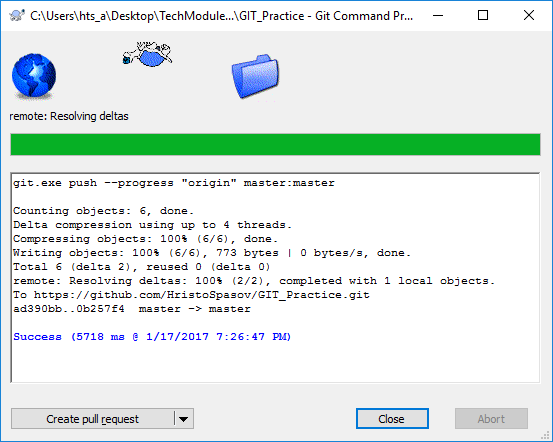 C:\Users\hts_a\Desktop\TechModule...\GIT_Practice - Git Command Pr...
remote: Resolving deltas
git.exe push --progress "origin" master:master
Counting objects: 6, done.
Delta compression using up to 4 threads.
Compressing objects: 100% (6/6), done.
Writing objects: 100% (6/6), 773 bytes | 0 bytes/s, done.
Total 6 (delta 2), reused 0 (delta 0)
remote: Resolving deltas: 100% (2/2), completed with 1 local objects.
To https://github.com/HristoSpasov/GIT_Practice.git
ad390bb..0b257f4  master -> master
Success (5718 ms @ 1/17/2017 7:26:47 PM)
Create pull request
Close
Abort